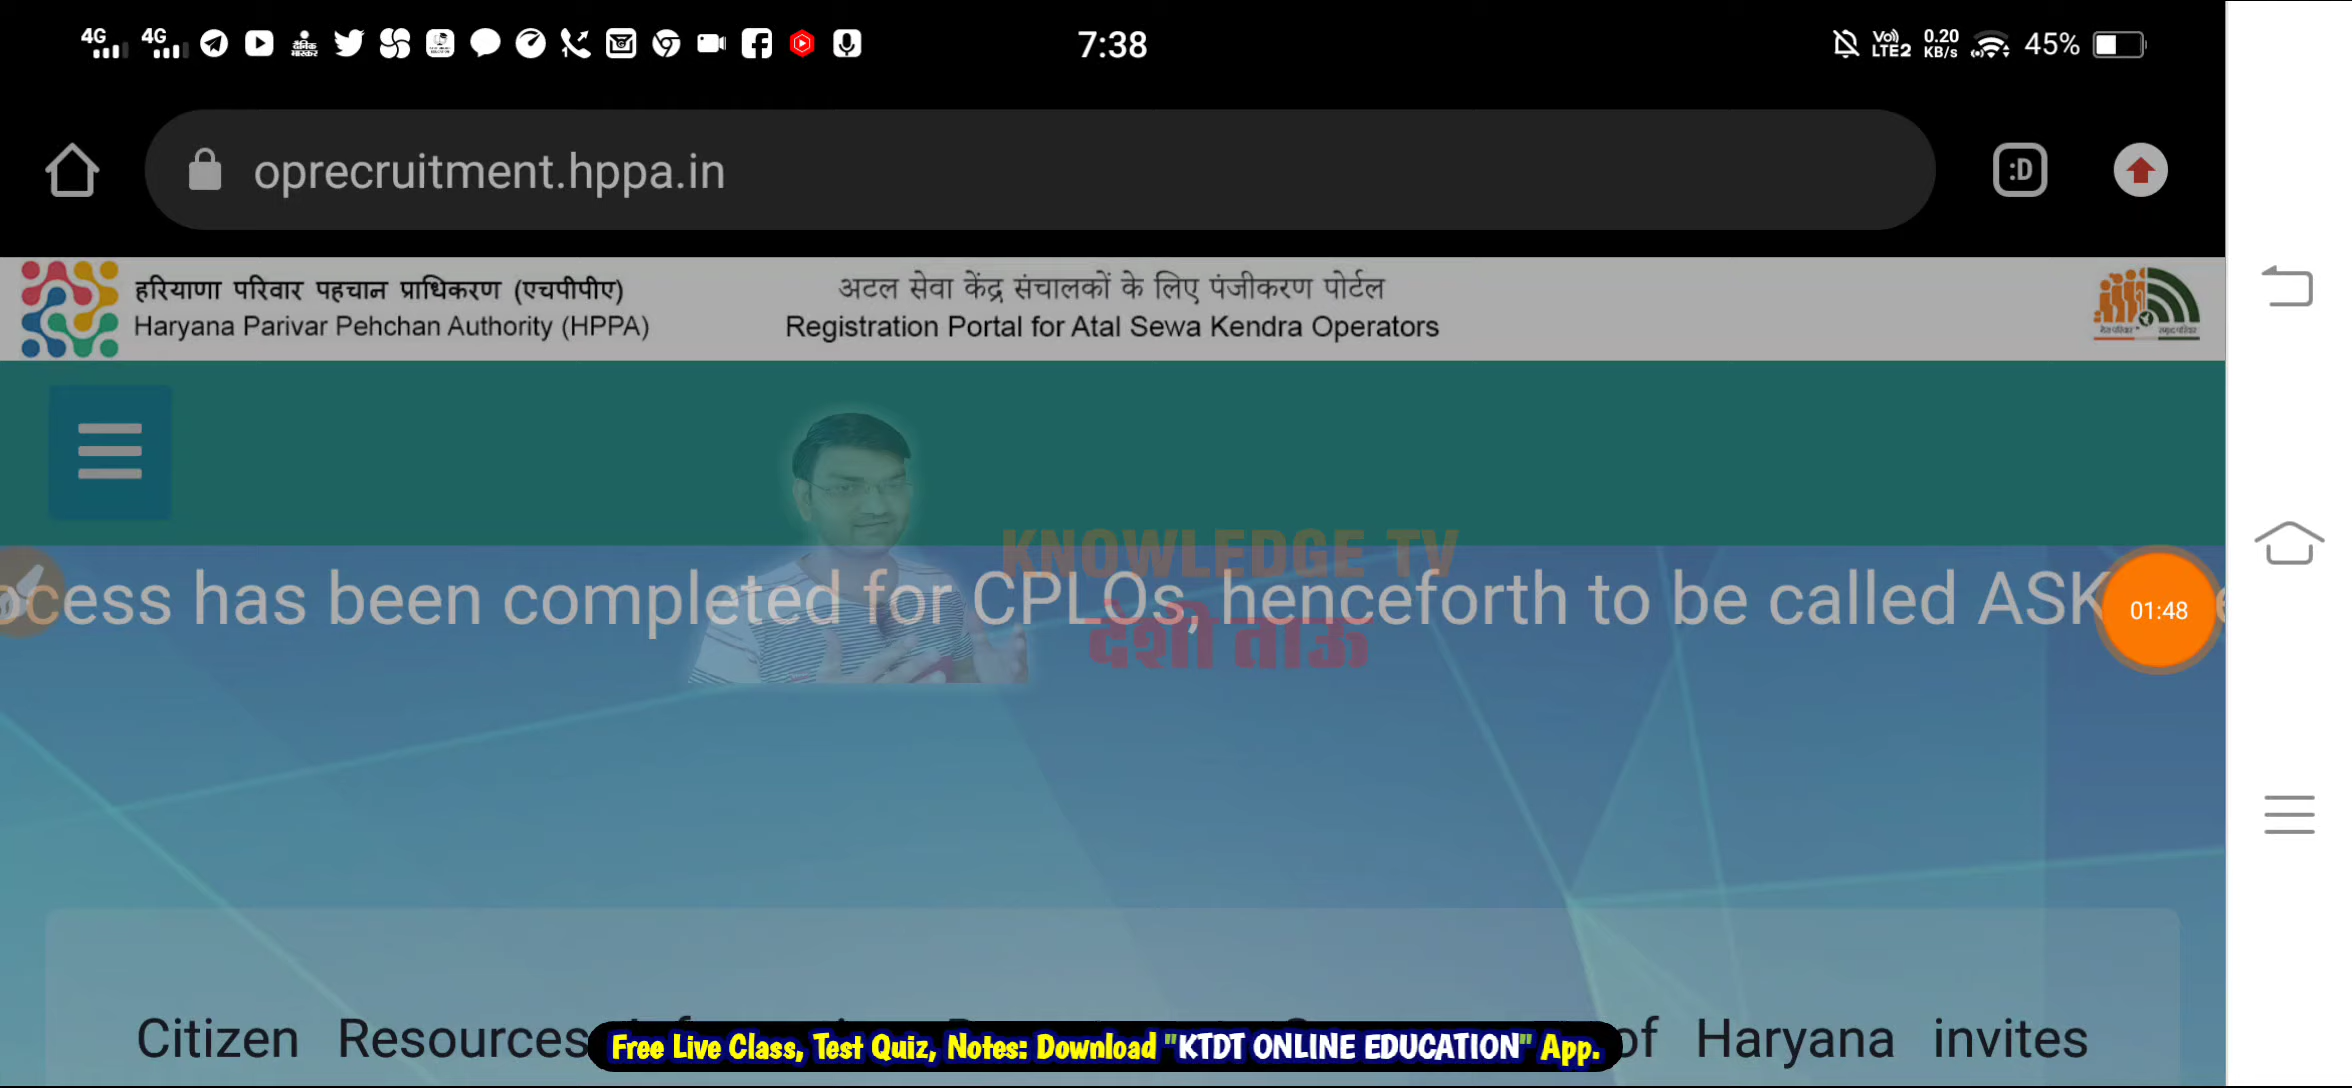 4G 4G 7:38 Vo) LTE2 0.20 KB/s 45%
दैनिक भास्कर
oprecruitment.hppa.in :D
हरियाणा परिवार पहचान प्राधिकरण (एचपीपीए)
Haryana Parivar Pehchan Authority (HPPA)
अटल सेवा केंद्र संचालकों के लिए पंजीकरण पोर्टल
Registration Portal for Atal Sewa Kendra Operators
KNOWLEDGE TV
ocess has been completed for CPLOs, henceforth to be called ASK
01:48
देशी ताऊ
Citizen Resources of Haryana invites
Free Live Class, Test Quiz, Notes: Download "KTDT ONLINE EDUCATION" App.